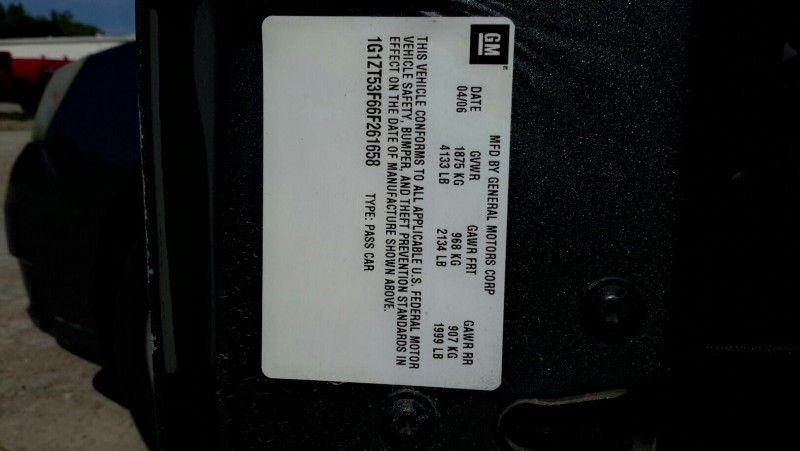 GM
MFD BY GENERAL MOTORS CORP
DATE GVWR GAWR FRT GAWR RR
04/06 1875 KG 968 KG 907 KG
4133 LB 2134 LB 1999 LB
THIS VEHICLE CONFORMS TO ALL APPLICABLE U.S. FEDERAL MOTOR
VEHICLE SAFETY, BUMPER, AND THEFT PREVENTION STANDARDS IN
EFFECT ON THE DATE OF MANUFACTURE SHOWN ABOVE.
1G1ZT53F66F261658 TYPE: PASS CAR